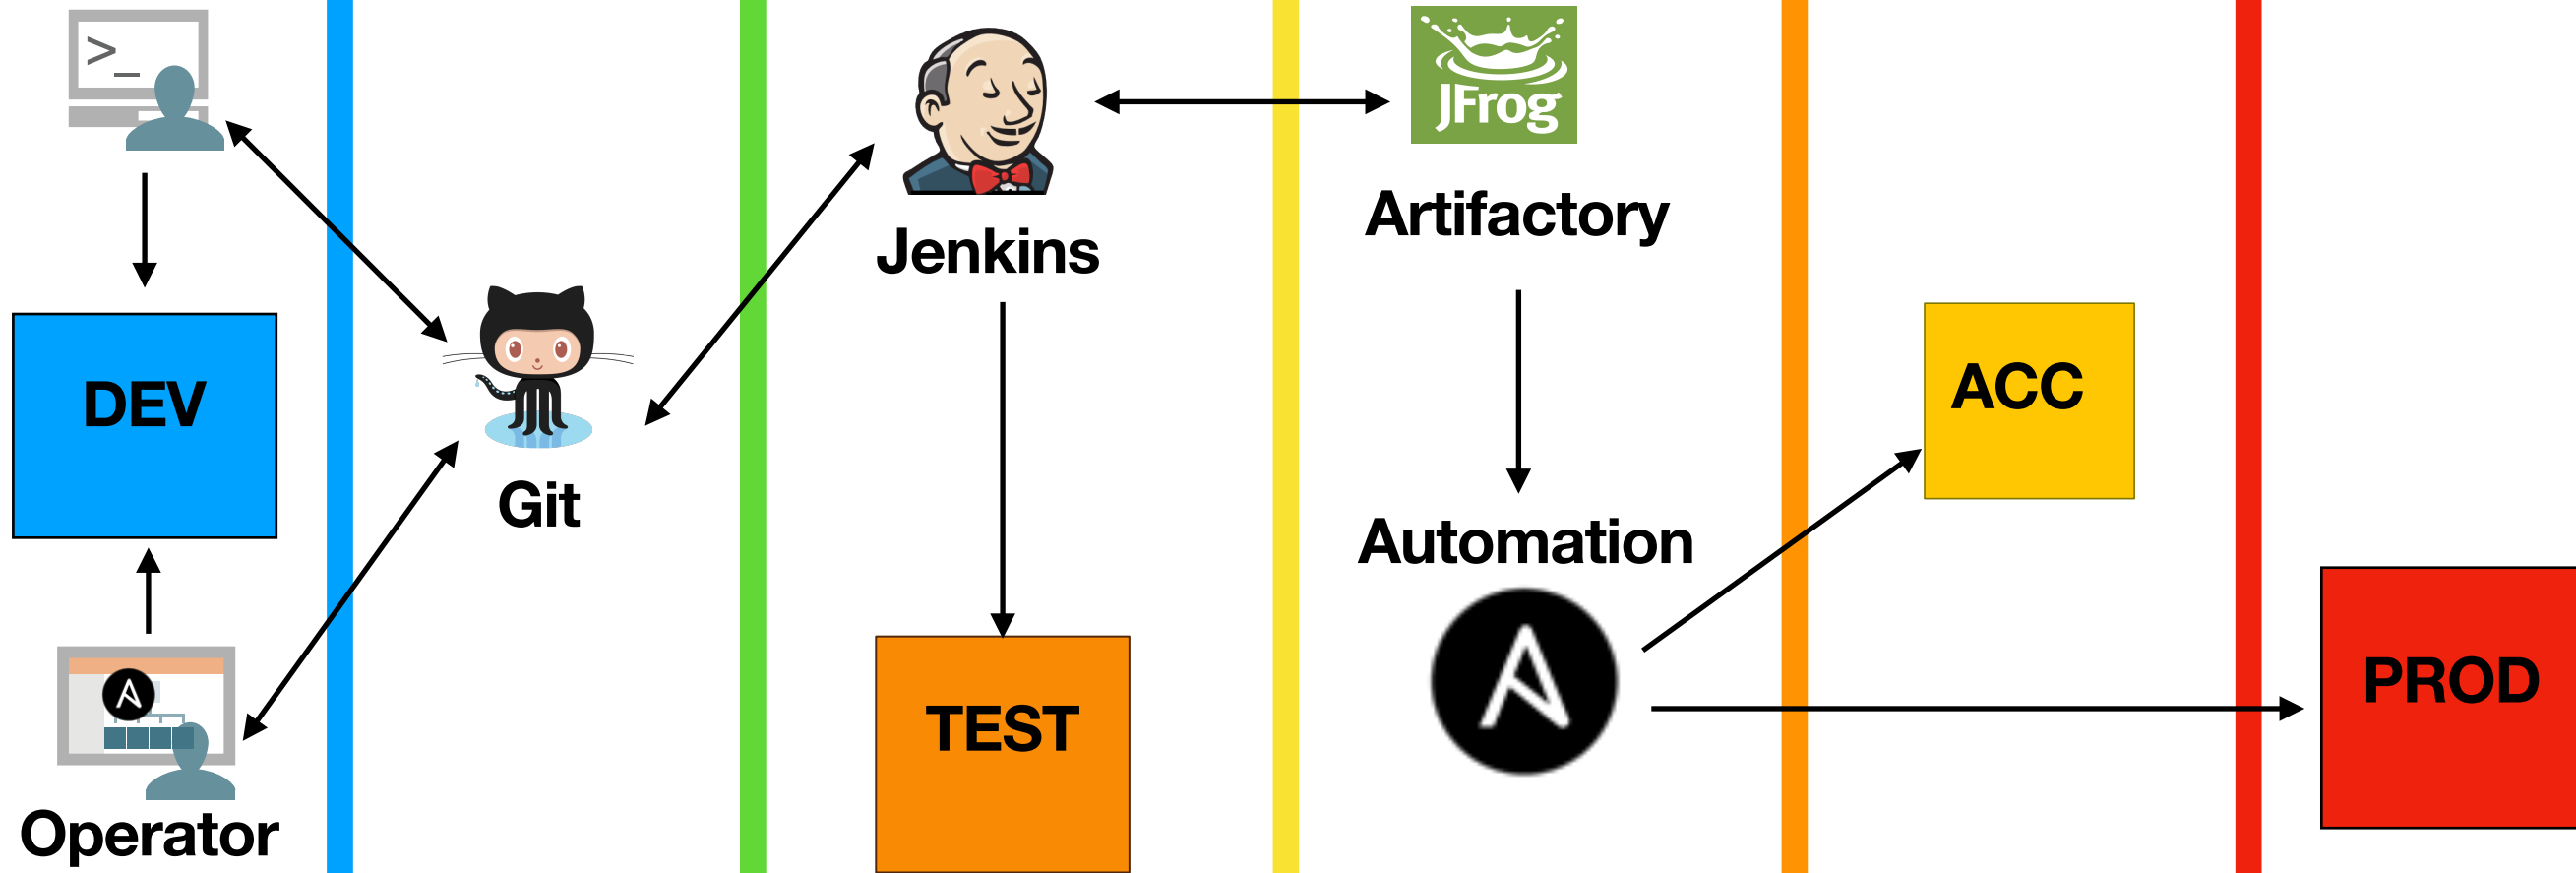 >_
DEV
Operator
Git
Jenkins
TEST
JFrog
Artifactory
Automation
ACC
PROD